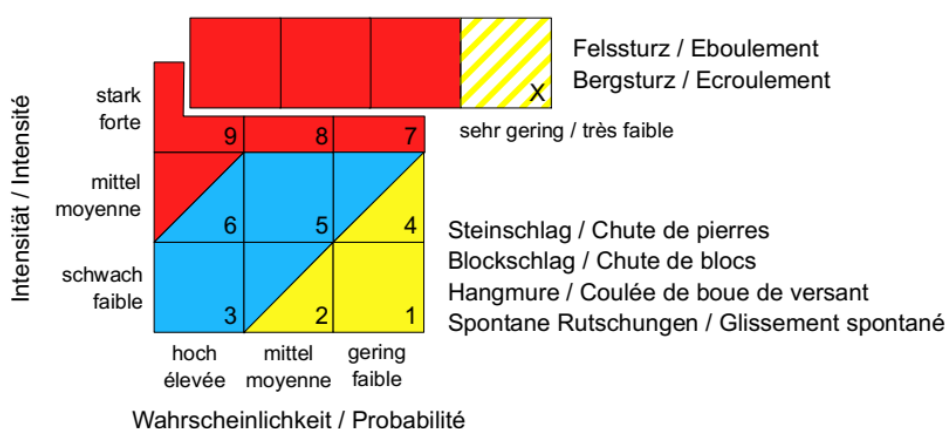 Felssturz / Eboulement
Bergsturz / Ecroulement
X
sehr gering / très faible
Intensität / Intensité
stark
forte
9 8 7
mittel
moyenne
6 5 4
schwach
faible
3 2 1
Steinschlag / Chute de pierres
Blockschlag / Chute de blocs
Hangmure / Coulée de boue de versant
Spontane Rutschungen / Glissement spontané
hoch
élevée
mittel
moyenne
gering
faible
Wahrscheinlichkeit / Probabilité